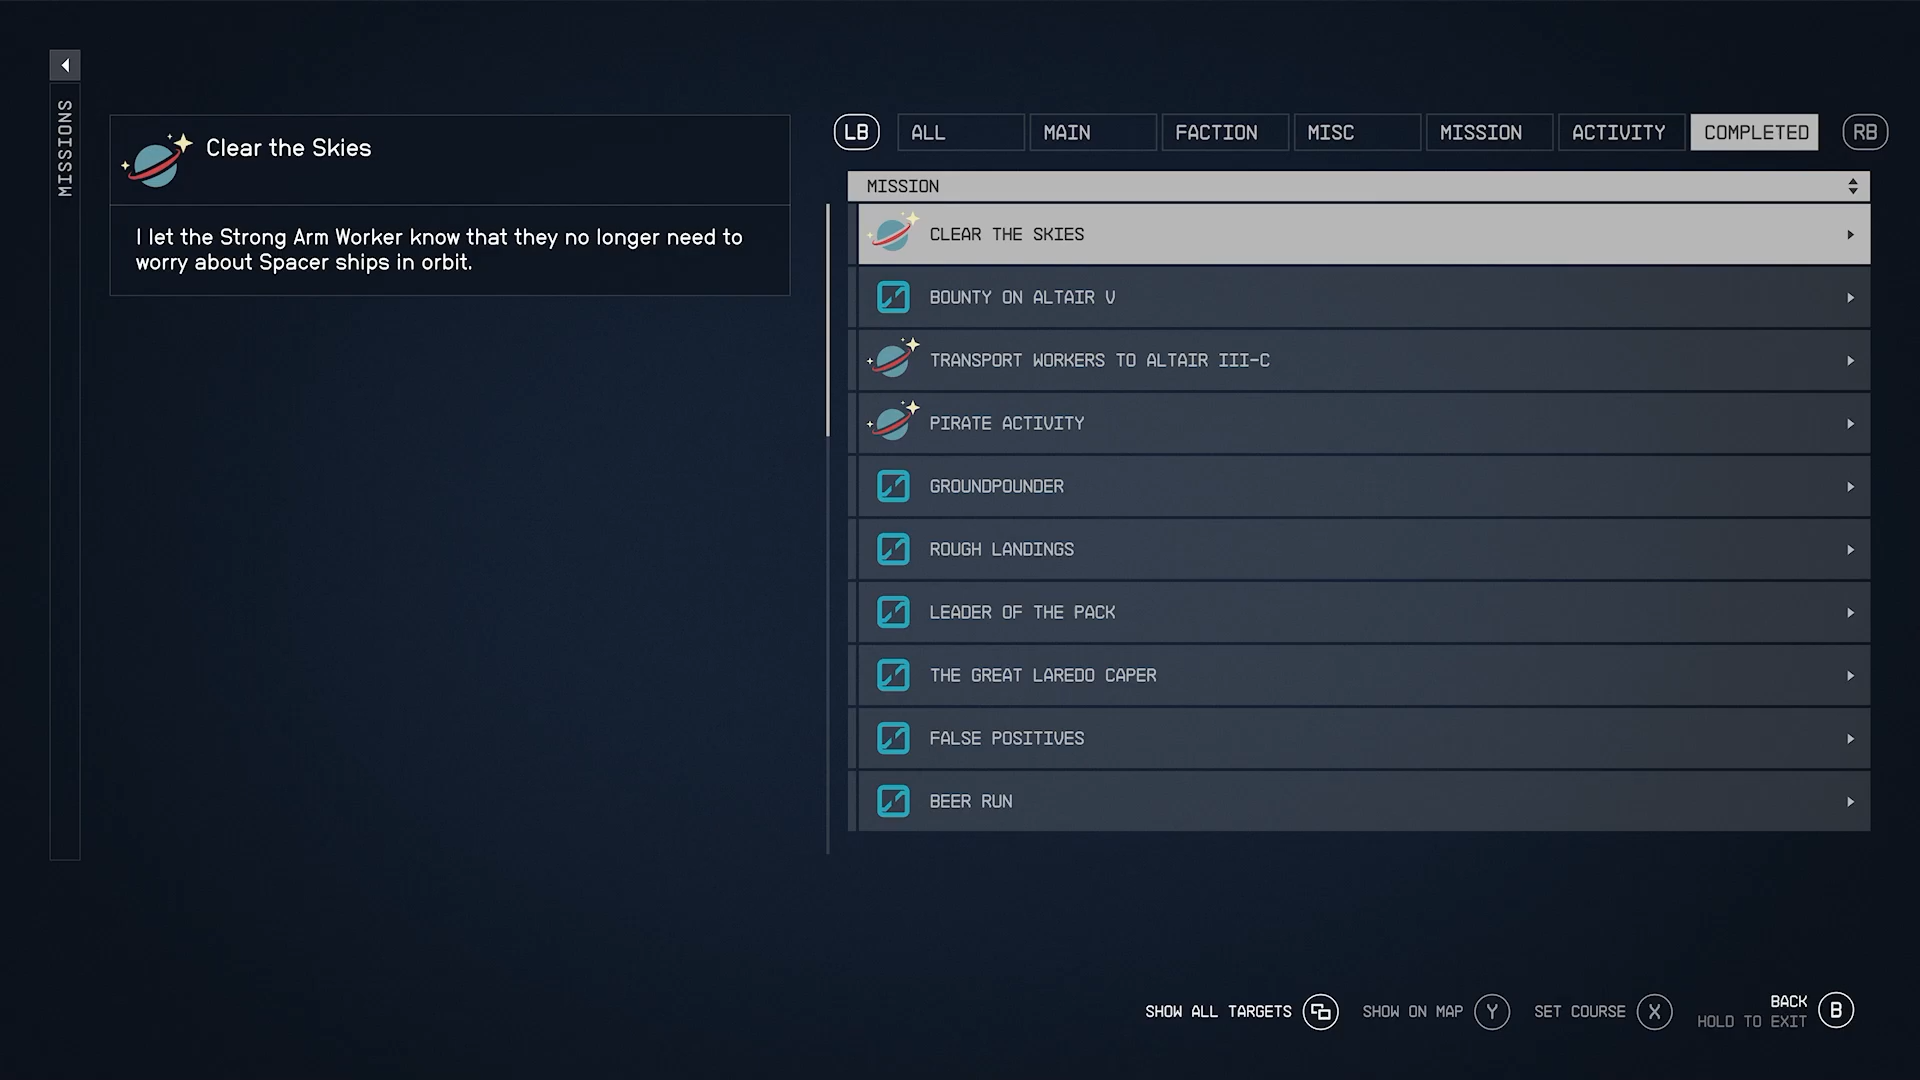 MISSIONS
Clear the Skies
I let the Strong Arm Worker know that they no longer need to
worry about Spacer ships in orbit.
LB ALL MAIN FACTION MISC MISSION ACTIVITY COMPLETED RB
MISSION
CLEAR THE SKIES
BOUNTY ON ALTAIR V
TRANSPORT WORKERS TO ALTAIR III-C
PIRATE ACTIVITY
GROUNDPOUNDER
ROUGH LANDINGS
LEADER OF THE PACK
THE GREAT LAREDO CAPER
FALSE POSITIVES
BEER RUN
SHOW ALL TARGETS SHOW ON MAP Y SET COURSE X BACK B
HOLD TO EXIT